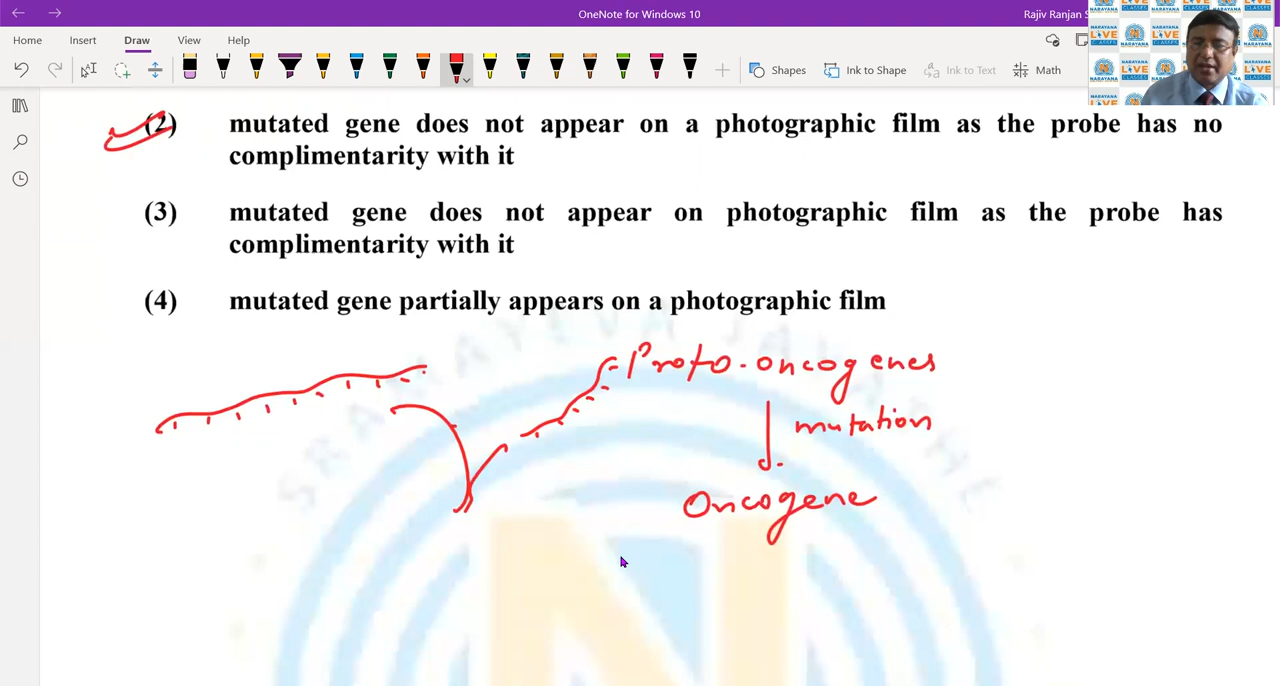 OneNote for Windows 10
Rajiv Ranjan S
Home Insert Draw View Help
Shapes Ink to Shape Ink to Text Math
(2) mutated gene does not appear on a photographic film as the probe has no
complimentarity with it
(3) mutated gene does not appear on photographic film as the probe has
complimentarity with it
(4) mutated gene partially appears on a photographic film
Proto-oncogenes
mutation
Oncogene
NARAYANA
LIVE
CLASSES